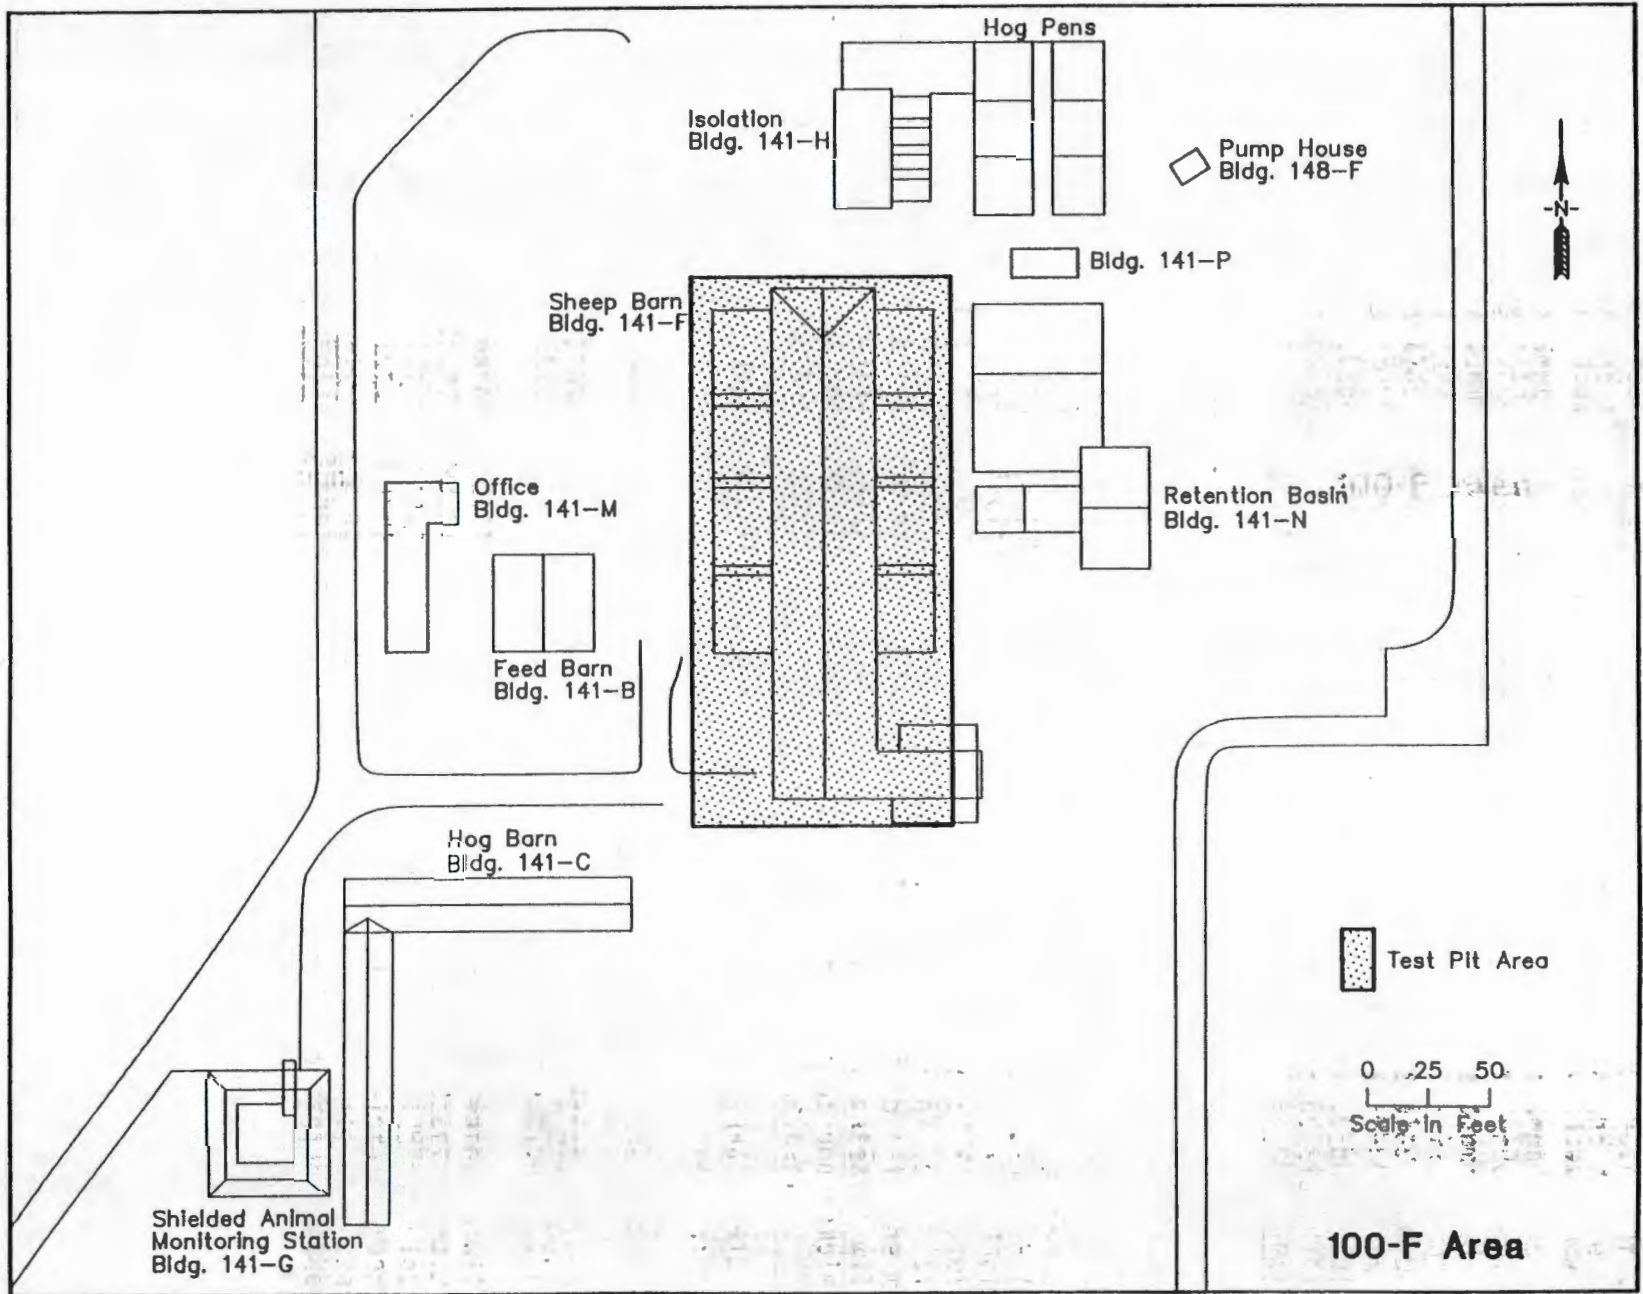 Hog Pens
Isolation
Bldg. 141-H
Pump House
Bldg. 148-F
-N-
Bldg. 141-P
Sheep Barn
Bldg. 141-F
Office
Bldg. 141-M
Retention Basin
Bldg. 141-N
Feed Barn
Bldg. 141-B
Hog Barn
Bldg. 141-C
Test Pit Area
0 25 50
Scale in Feet
Shielded Animal
Monitoring Station
Bldg. 141-G
100-F Area